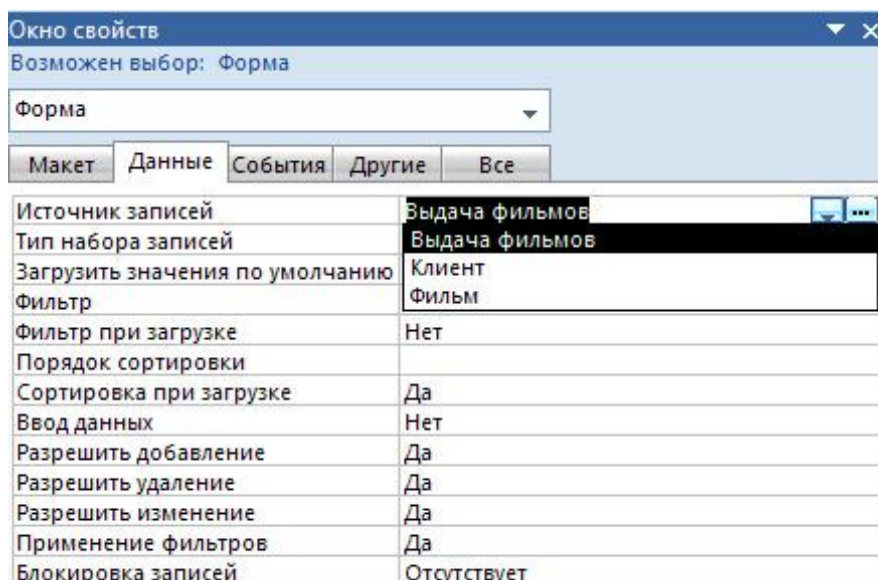 Окно свойств
Возможен выбор: Форма
Форма
Макет Данные События Другие Все
Источник записей Выдача фильмов
Тип набора записей Выдача фильмов
Загрузить значения по умолчанию Клиент
Фильтр Фильм
Фильтр при загрузке Нет
Порядок сортировки
Сортировка при загрузке Да
Ввод данных Нет
Разрешить добавление Да
Разрешить удаление Да
Разрешить изменение Да
Применение фильтров Да
Блокировка записей Отсутствует